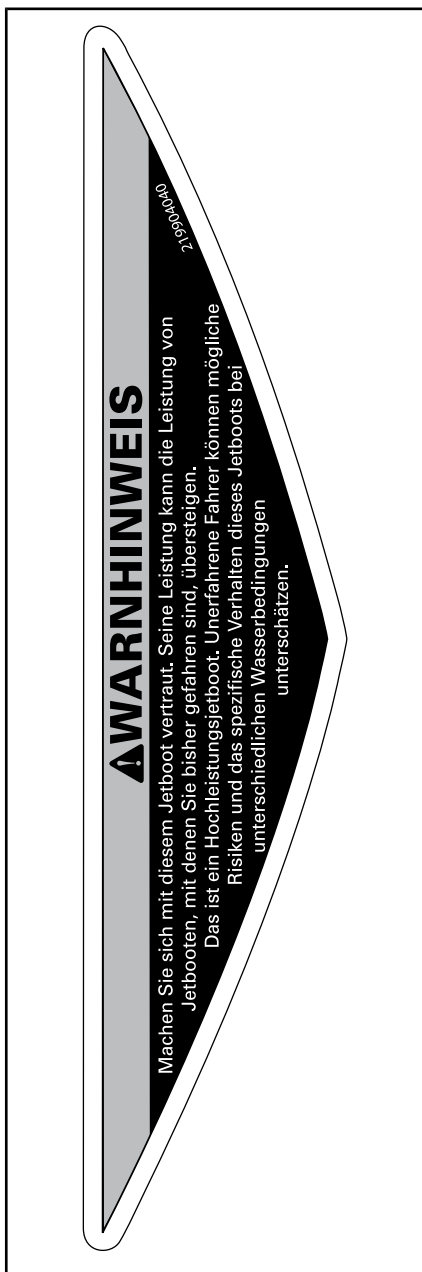 ⚠WARNHINWEIS
Machen Sie sich mit diesem Jetboot vertraut. Seine Leistung kann die Leistung von
Jetbooten, mit denen Sie bisher gefahren sind, übersteigen.
Das ist ein Hochleistungsjetboot. Unerfahrene Fahrer können mögliche
Risiken und das spezifische Verhalten dieses Jetboots bei
unterschiedlichen Wasserbedingungen
unterschätzen.
219904040